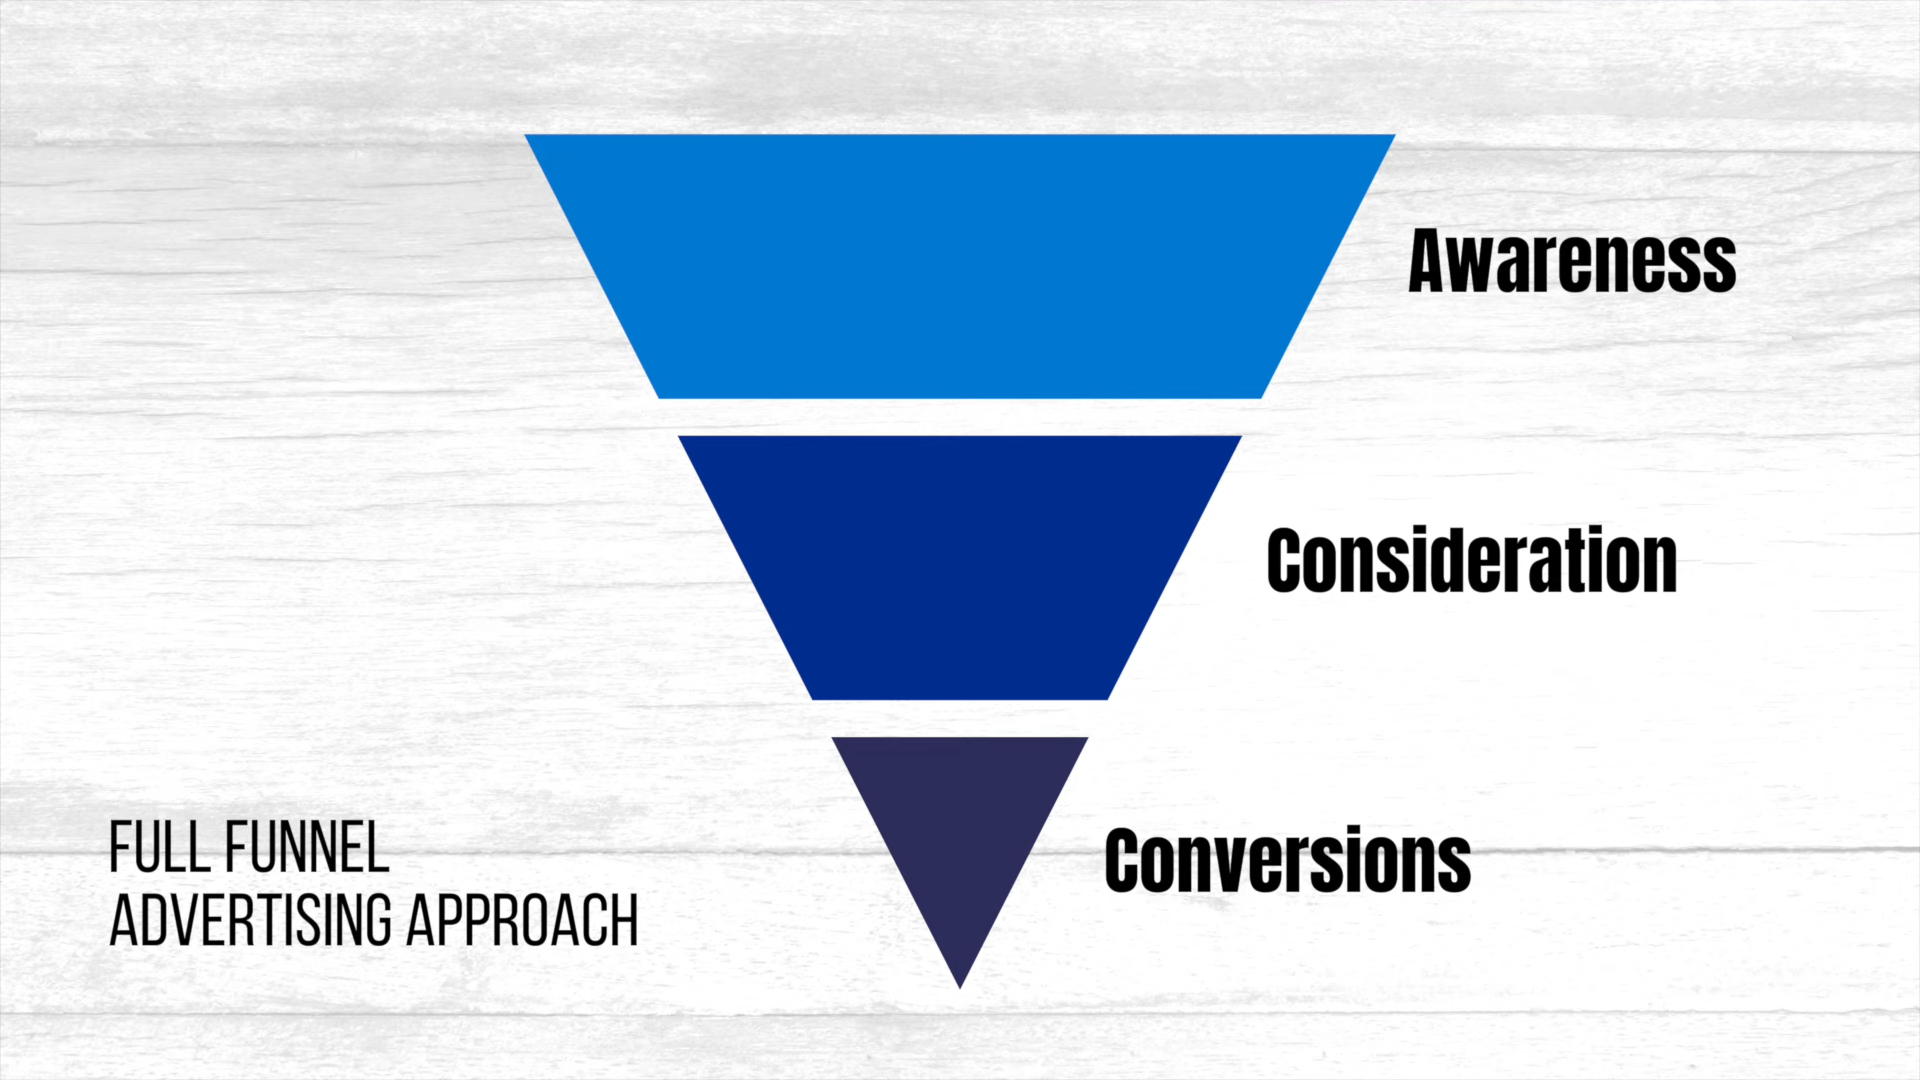 Awareness
Consideration
Conversions
FULL FUNNEL
ADVERTISING APPROACH